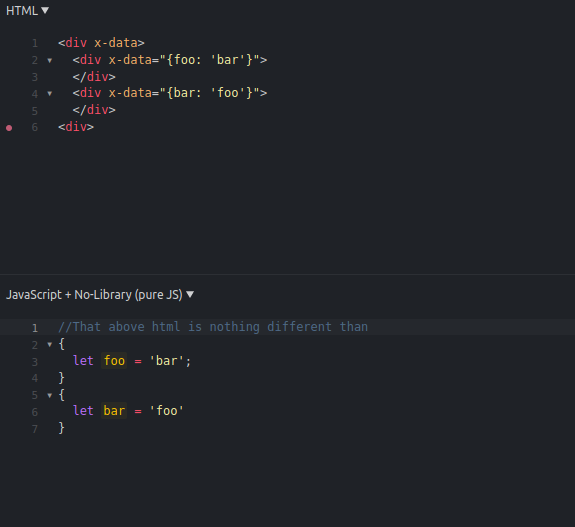 HTML ▼
1 <div x-data>
2 ▾ <div x-data="{foo: 'bar'}">
3 </div>
4 ▾ <div x-data="{bar: 'foo'}">
5 </div>
6 <div>
JavaScript + No-Library (pure JS) ▼
1 //That above html is nothing different than
2 ▾ {
3 let foo = 'bar';
4 }
5 ▾ {
6 let bar = 'foo'
7 }